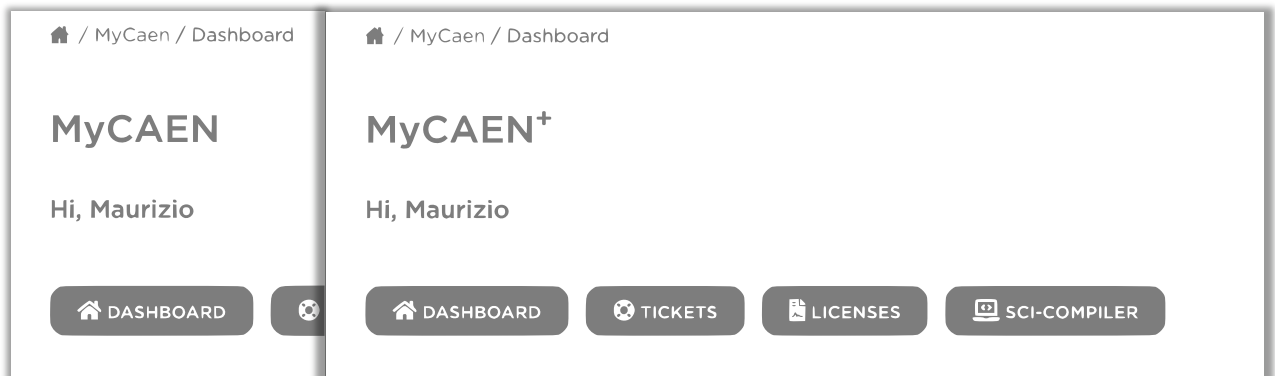 / MyCaen / Dashboard
MyCAEN
Hi, Maurizio
DASHBOARD
/ MyCaen / Dashboard
MyCAEN⁺
Hi, Maurizio
DASHBOARD TICKETS LICENSES SCI-COMPILER